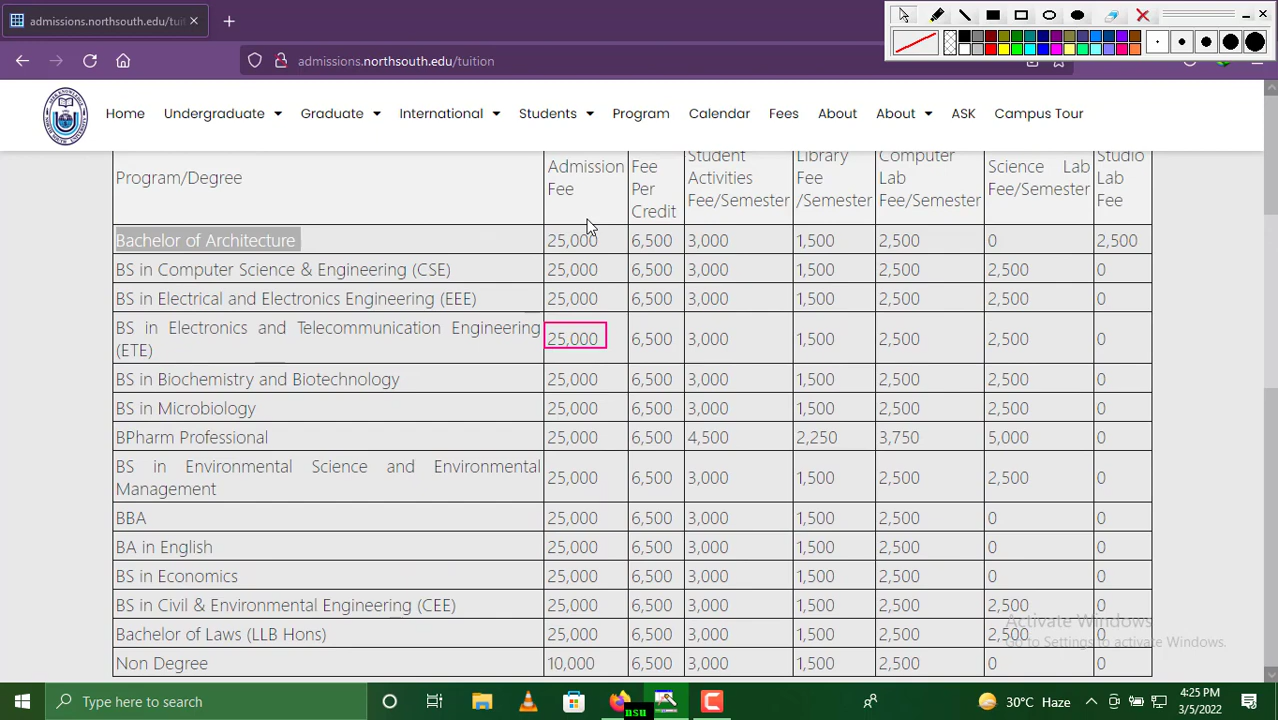 admissions.northsouth.edu/tuit
admissions.northsouth.edu/tuition
Home Undergraduate Graduate International Students Program Calendar Fees About About ASK Campus Tour
Program/Degree
Admission
Fee
Fee
Per
Credit
Student
Activities
Fee/Semester
Library
Fee
/Semester
Computer
Lab
Fee/Semester
Science Lab
Fee/Semester
Studio
Lab
Fee
Bachelor of Architecture 25,000 6,500 3,000 1,500 2,500 0 2,500
BS in Computer Science & Engineering (CSE) 25,000 6,500 3,000 1,500 2,500 2,500 0
BS in Electrical and Electronics Engineering (EEE) 25,000 6,500 3,000 1,500 2,500 2,500 0
BS in Electronics and Telecommunication Engineering
(ETE) 25,000 6,500 3,000 1,500 2,500 2,500 0
BS in Biochemistry and Biotechnology 25,000 6,500 3,000 1,500 2,500 2,500 0
BS in Microbiology 25,000 6,500 3,000 1,500 2,500 2,500 0
BPharm Professional 25,000 6,500 4,500 2,250 3,750 5,000 0
BS in Environmental Science and Environmental
Management 25,000 6,500 3,000 1,500 2,500 2,500 0
BBA 25,000 6,500 3,000 1,500 2,500 0 0
BA in English 25,000 6,500 3,000 1,500 2,500 0 0
BS in Economics 25,000 6,500 3,000 1,500 2,500 0 0
BS in Civil & Environmental Engineering (CEE) 25,000 6,500 3,000 1,500 2,500 2,500 0
Bachelor of Laws (LLB Hons) 25,000 6,500 3,000 1,500 2,500 2,500 0
Non Degree 10,000 6,500 3,000 1,500 2,500 0 0
Activate Windows
Go to Settings to activate Windows.
Type here to search
nsu
30°C Haze
4:25 PM
3/5/2022